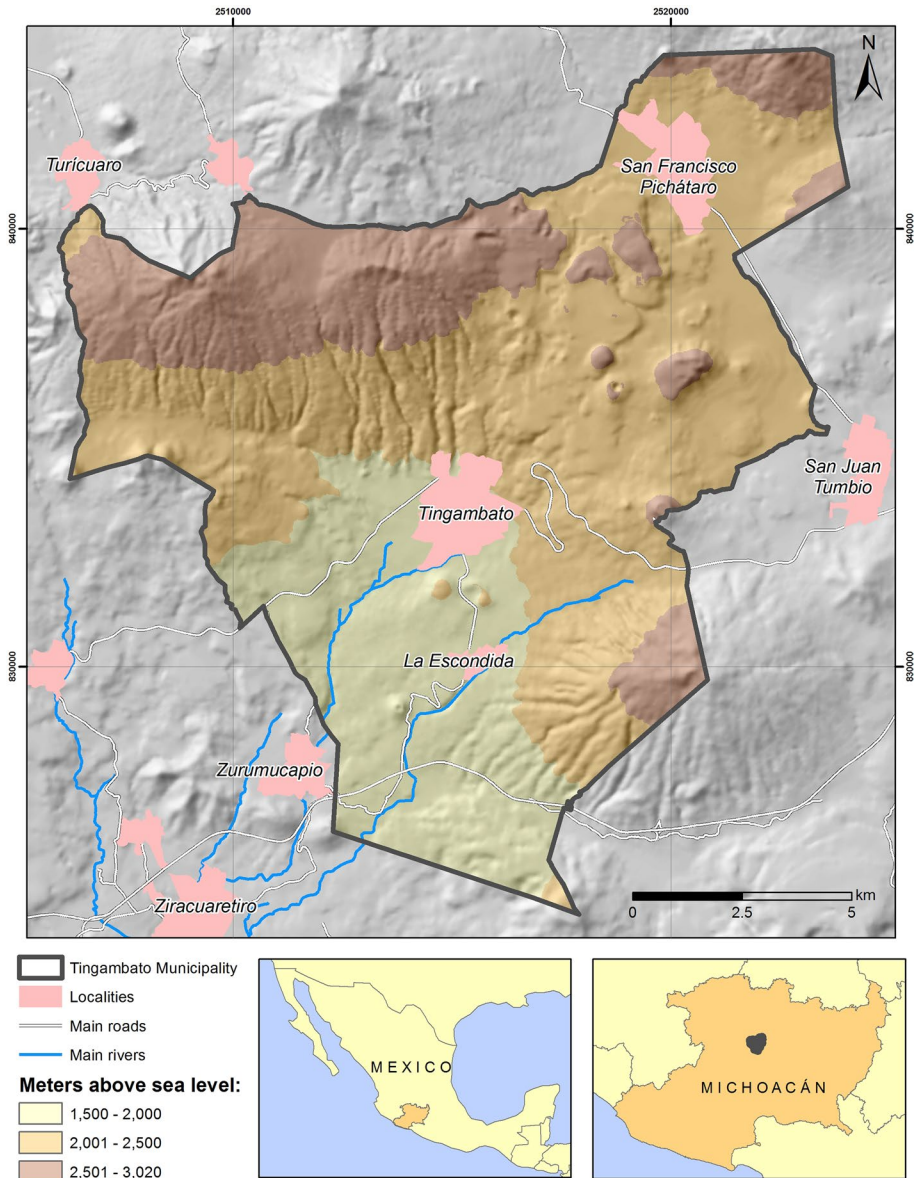 2510000
2520000
N
Turícuaro
San Francisco
Pichátaro
840000
840000
San Juan
Tumbio
Tingambato
830000
La Escondida
830000
Zurumucapio
Ziracuaretiro
km
0
2.5
5
Tingambato Municipality
Localities
Main roads
Main rivers
Meters above sea level:
1,500 - 2,000
2,001 - 2,500
2.501 - 3.020
MEXICO
MICHOACÁN